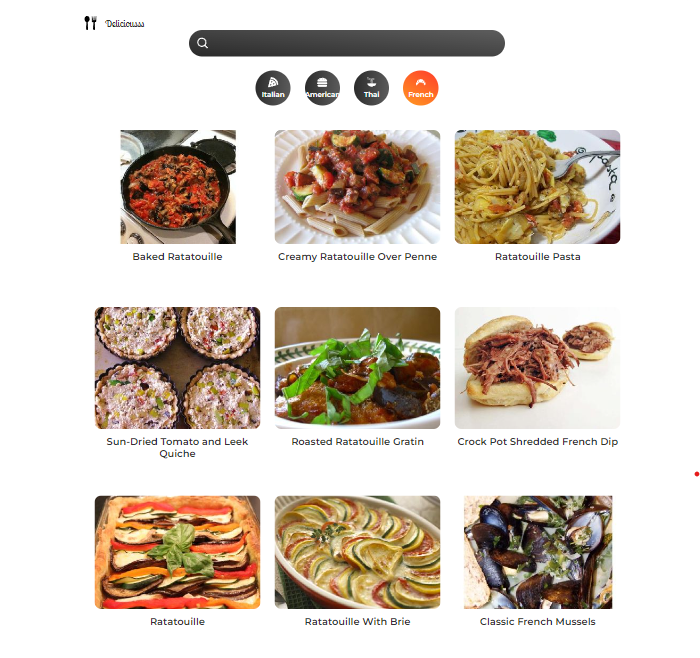 Deliciousss
Italian
American
Thai
French
Baked Ratatouille
Creamy Ratatouille Over Penne
Ratatouille Pasta
Sun-Dried Tomato and Leek
Quiche
Roasted Ratatouille Gratin
Crock Pot Shredded French Dip
Ratatouille
Ratatouille With Brie
Classic French Mussels